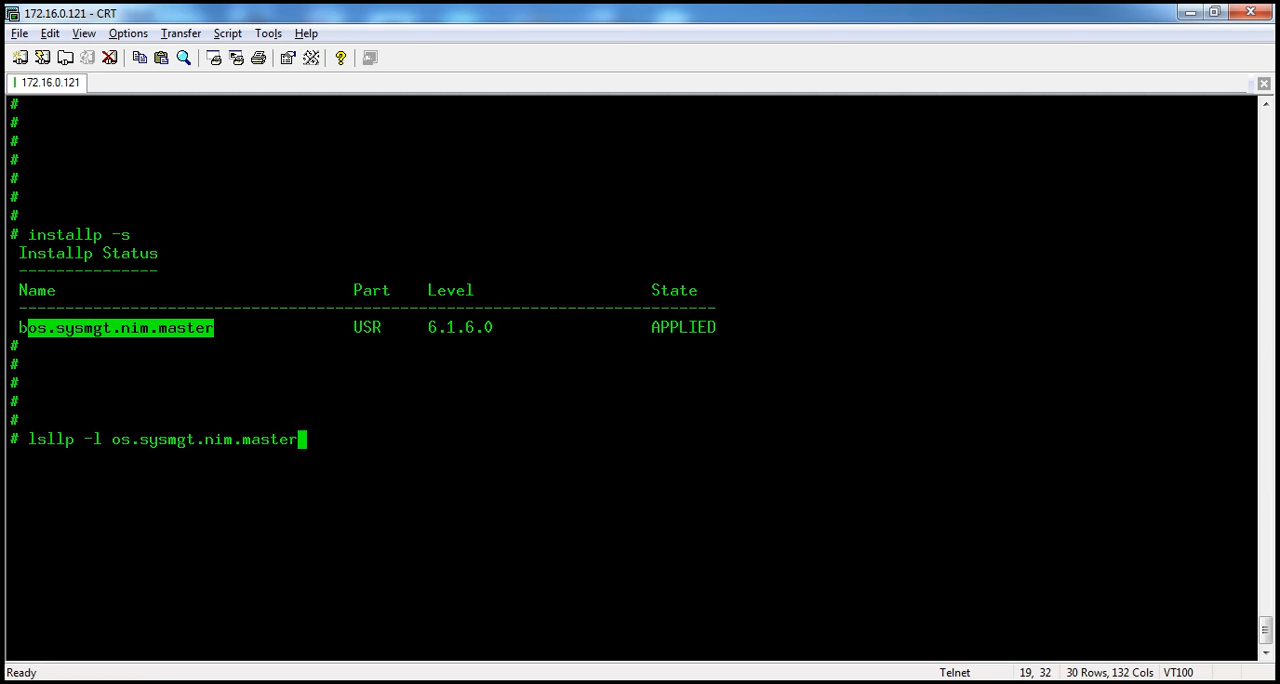 172.16.0.121 - CRT
File Edit View Options Transfer Script Tools Help
172.16.0.121
#
#
#
#
#
#
#
# installp -s
Installp Status
---------------
Name Part Level State
---------------------------------------------------------------------------
bos.sysmgt.nim.master USR 6.1.6.0 APPLIED
#
#
#
#
#
# lsllp -l os.sysmgt.nim.master
Ready Telnet 19, 32 30 Rows, 132 Cols VT100